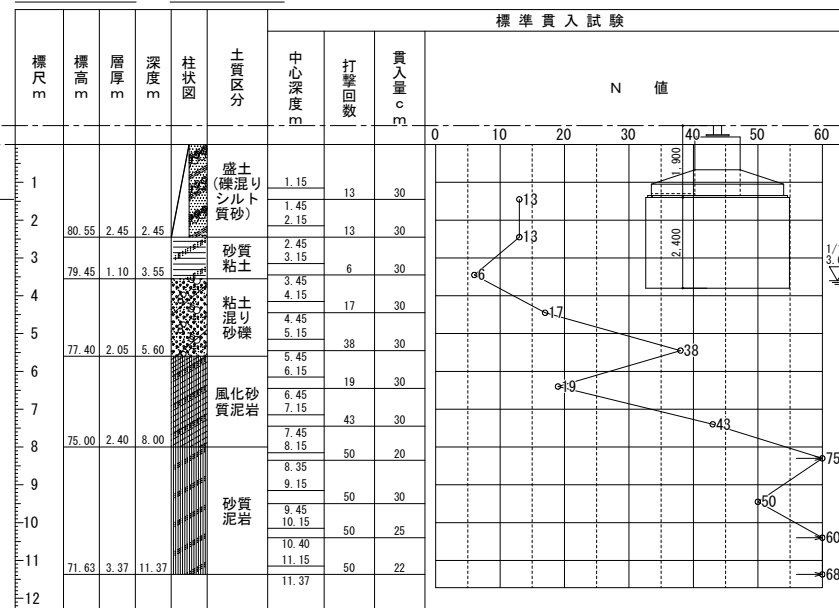 標準貫入試験
標尺m 標高m 層厚m 深度m 柱状図 土質区分 中心深度m 打撃回数 貫入量cm N 値
0 10 20 30 40 50 60
1.900
盛土
(礫混り
シルト
質砂)
1 1.15
13 30
13
1.45
2 2.15
80.55 2.45 2.45 13 30
13
2.400
砂質
粘土
2.45
3 3.15
79.45 1.10 3.55 6 30
6
1/
3.
粘土
混り
砂礫
3.45
4 4.15
17 30
17
4.45
5 5.15
77.40 2.05 5.60 38 30
38
5.45
6 6.15
19 30
19
風化砂
質泥岩
6.45
7 7.15
43 30
43
7.45
75.00 2.40 8.00
8 8.15
50 20
75
8.35
9 9.15
50 30
50
砂質
泥岩
9.45
10 10.15
50 25
60
10.40
11 11.15
71.63 3.37 11.37 50 22
68
11.37
12